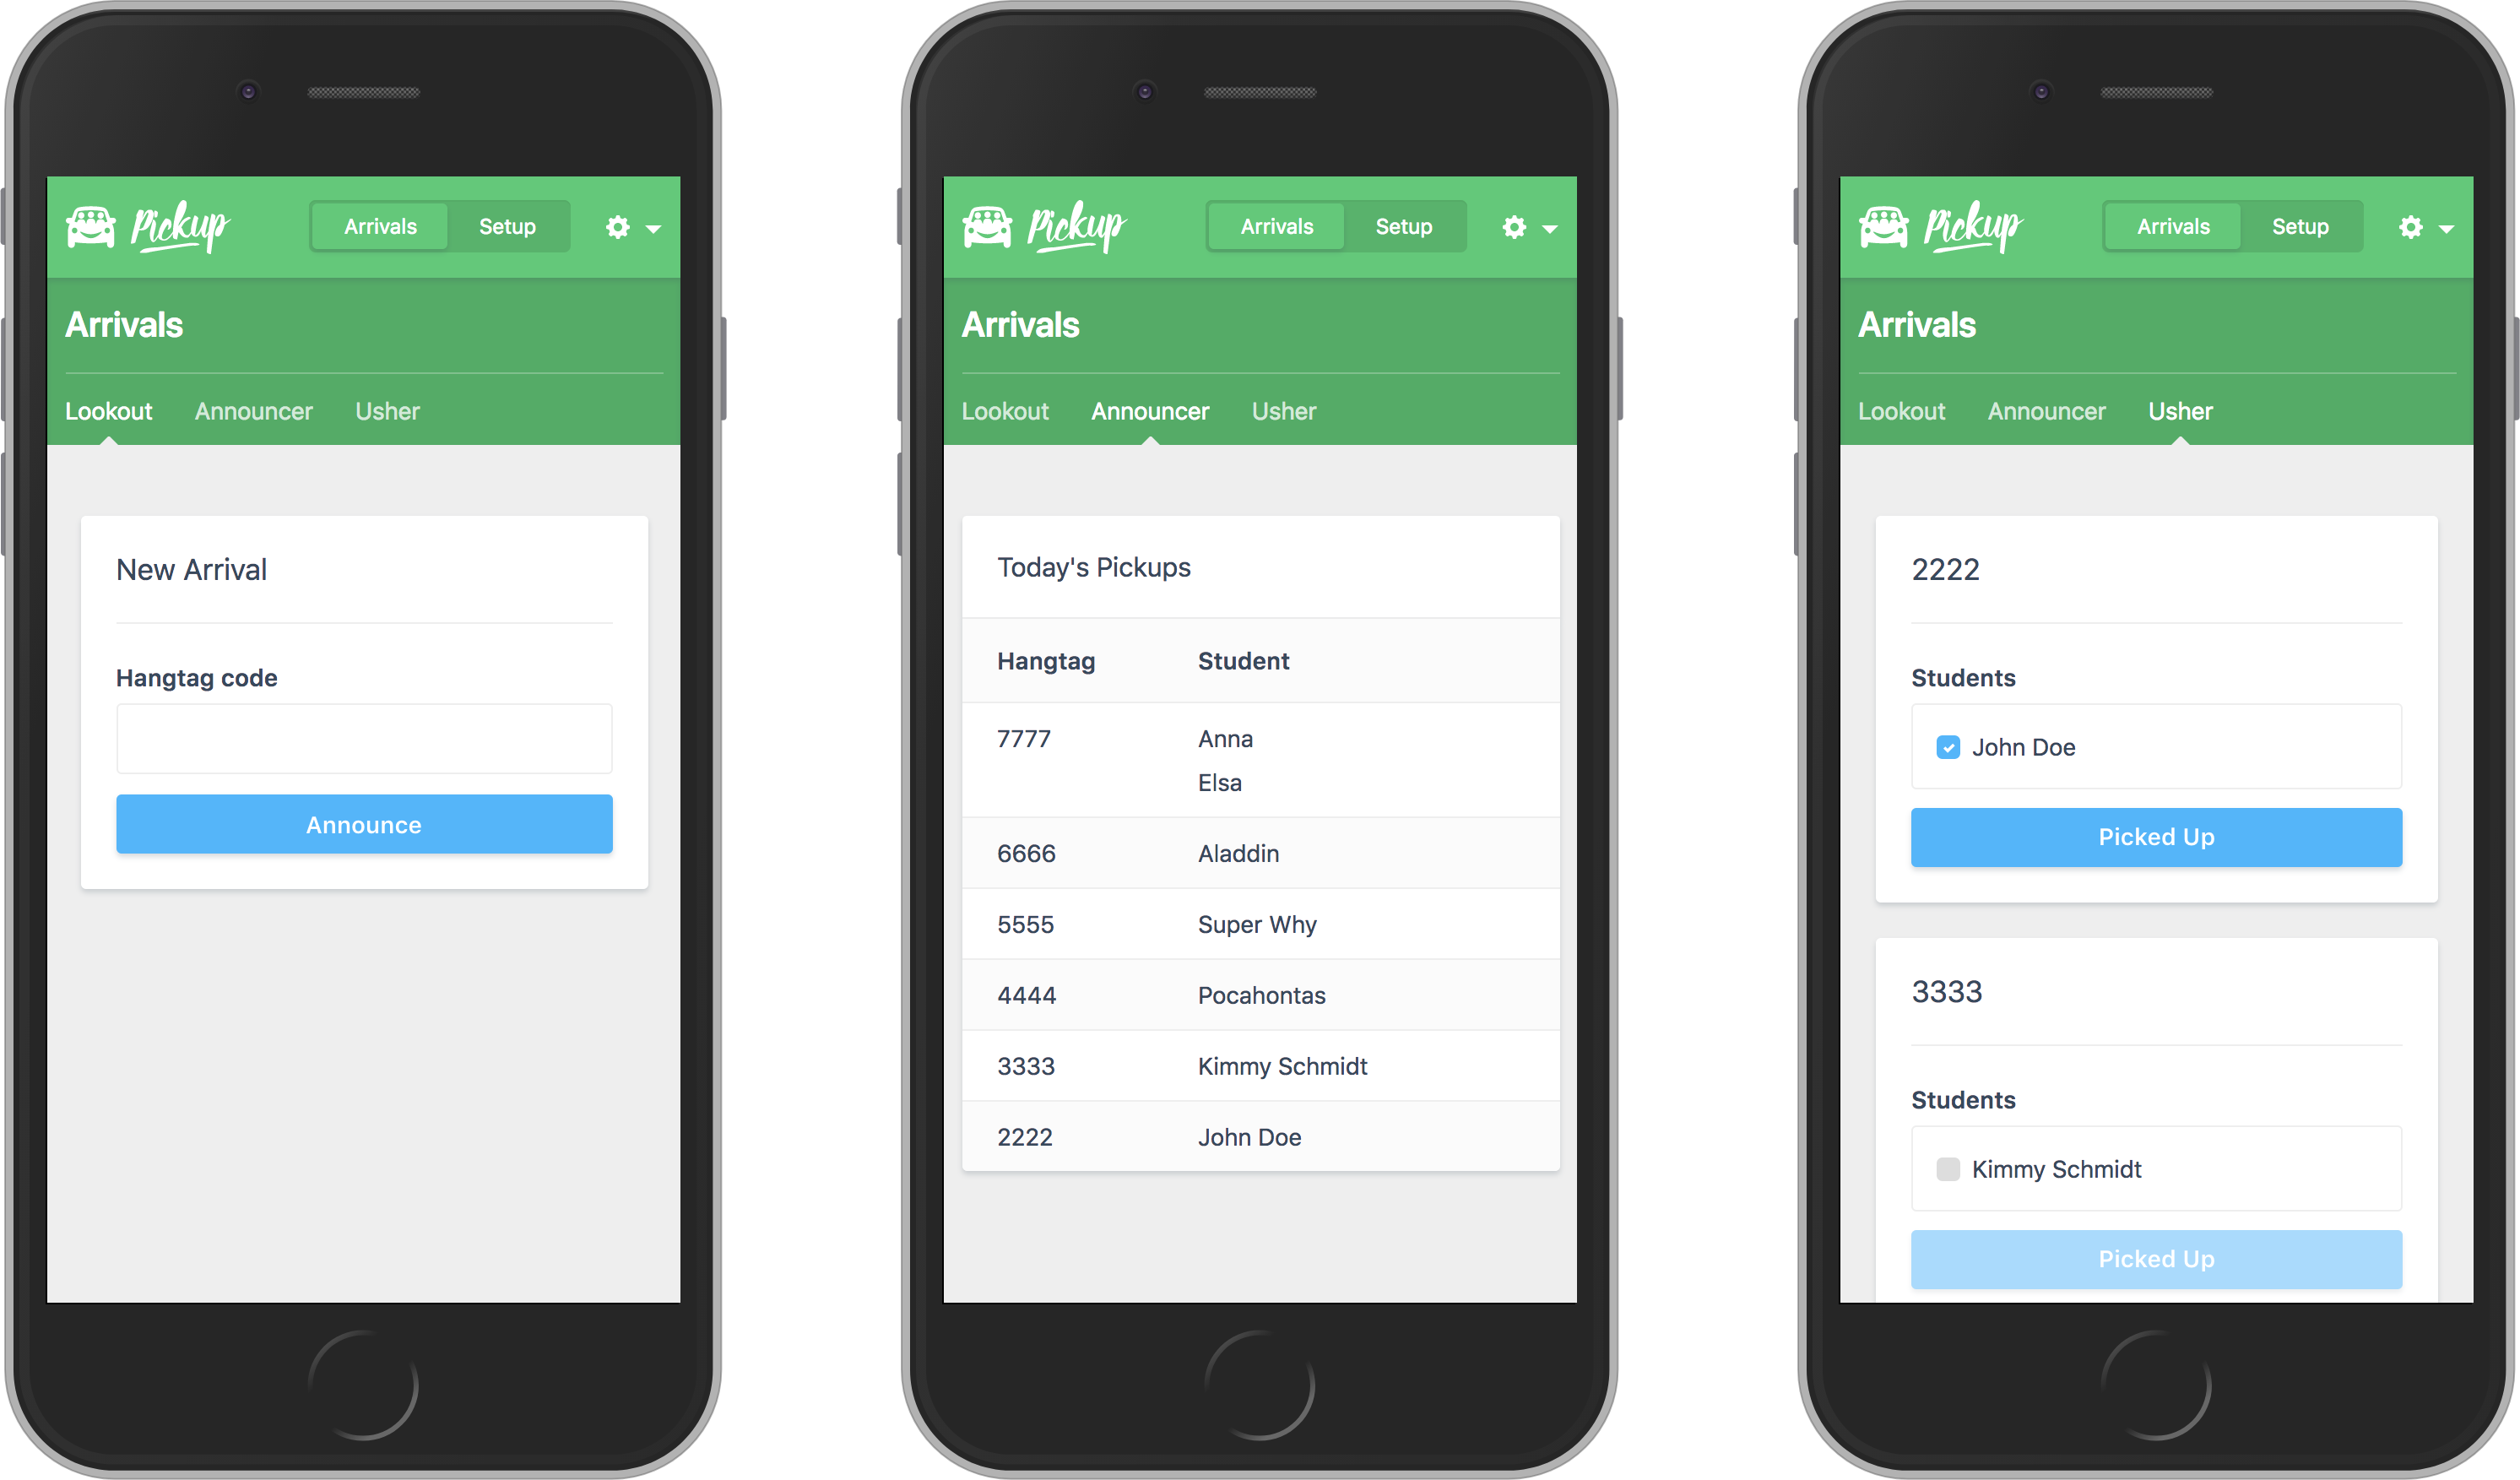 Pickup Arrivals Setup
Arrivals
Lookout Announcer Usher
New Arrival
Hangtag code
Announce
Pickup Arrivals Setup
Arrivals
Lookout Announcer Usher
Today's Pickups
Hangtag Student
7777 Anna
Elsa
6666 Aladdin
5555 Super Why
4444 Pocahontas
3333 Kimmy Schmidt
2222 John Doe
Pickup Arrivals Setup
Arrivals
Lookout Announcer Usher
2222
Students
John Doe
Picked Up
3333
Students
Kimmy Schmidt
Picked Up